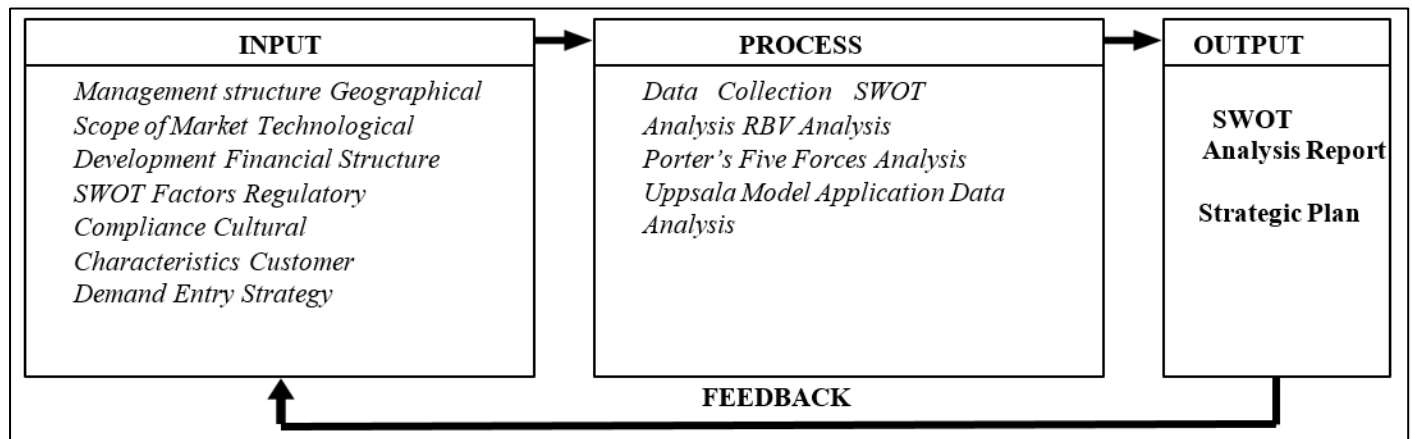 INPUT
Management structure Geographical
Scope of Market Technological
Development Financial Structure
SWOT Factors Regulatory
Compliance Cultural
Characteristics Customer
Demand Entry Strategy
PROCESS
Data Collection SWOT
Analysis RBV Analysis
Porter’s Five Forces Analysis
Uppsala Model Application Data
Analysis
OUTPUT
SWOT
Analysis Report
Strategic Plan
FEEDBACK